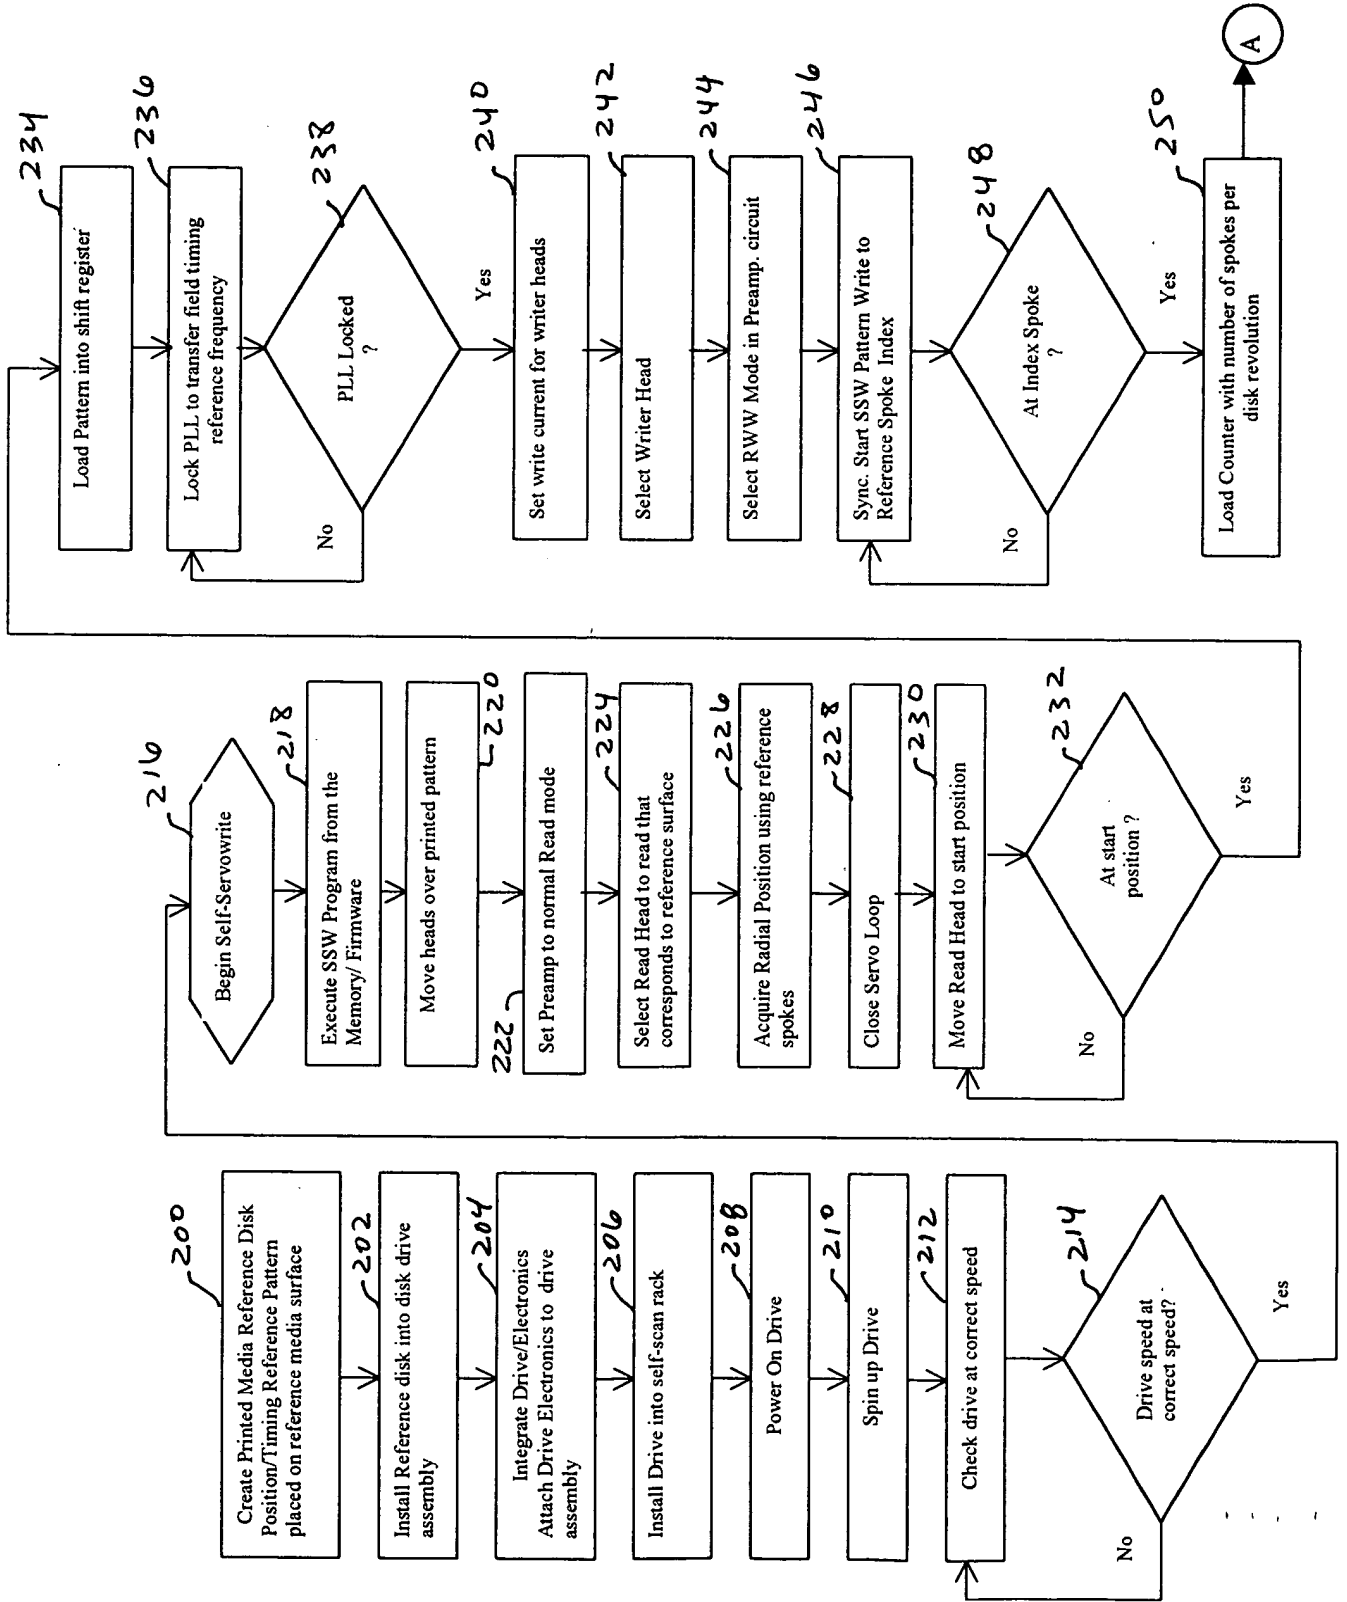 200
Create Printed Media Reference Disk
Position/Timing Reference Pattern
placed on reference media surface
202
Install Reference disk into disk drive
assembly
204
Integrate Drive/Electronics
Attach Drive Electronics to drive
assembly
206
Install Drive into self-scan rack
208
Power On Drive
210
Spin up Drive
212
Check drive at correct speed
214
Drive speed at
correct speed?
No
Yes
216
Begin Self-Servowrite
218
Execute SSW Program from the
Memory/ Firmware
220
Move heads over printed pattern
222
Set Preamp to normal Read mode
224
Select Read Head to read that
corresponds to reference surface
226
Acquire Radial Position using reference
spokes
228
Close Servo Loop
230
Move Read Head to start position
232
At start
position ?
No
Yes
234
Load Pattern into shift register
236
Lock PLL to transfer field timing
reference frequency
238
PLL Locked
?
No
Yes
240
Set write current for writer heads
242
Select Writer Head
244
Select RWW Mode in Preamp. circuit
246
Sync. Start SSW Pattern Write to
Reference Spoke Index
248
At Index Spoke
?
No
Yes
250
Load Counter with number of spokes per
disk revolution
A